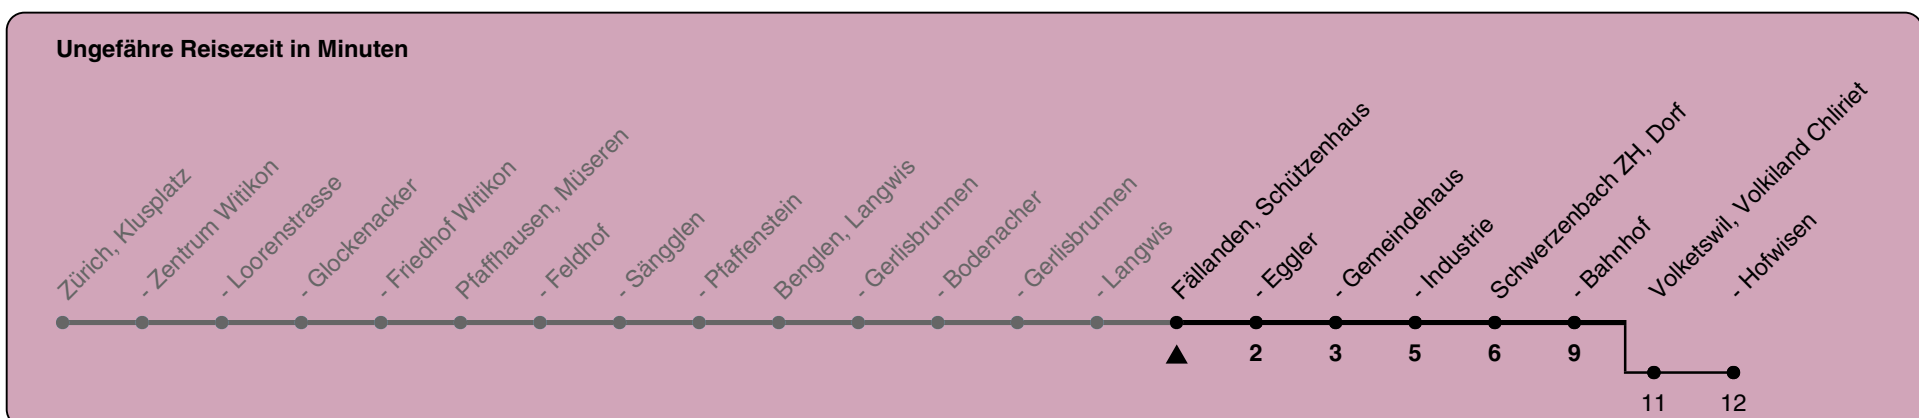 Ungefähre Reisezeit in Minuten
Zürich, Klusplatz
- Zentrum Witikon
- Loorenstrasse
- Glockenacker
- Friedhof Witikon
Pfaffhausen, Müseren
- Feldhof
- Sängglen
- Pfaffenstein
Benglen, Langwis
- Gerlisbrunnen
- Bodenacher
- Gerlisbrunnen
- Langwis
Fällanden, Schützenhaus
- Eggler
- Gemeindehaus
- Industrie
Schwerzenbach ZH, Dorf
- Bahnhof
Volketswil, Volkiland Chliriet
- Hofwisen
2 3 5 6 9
11 12